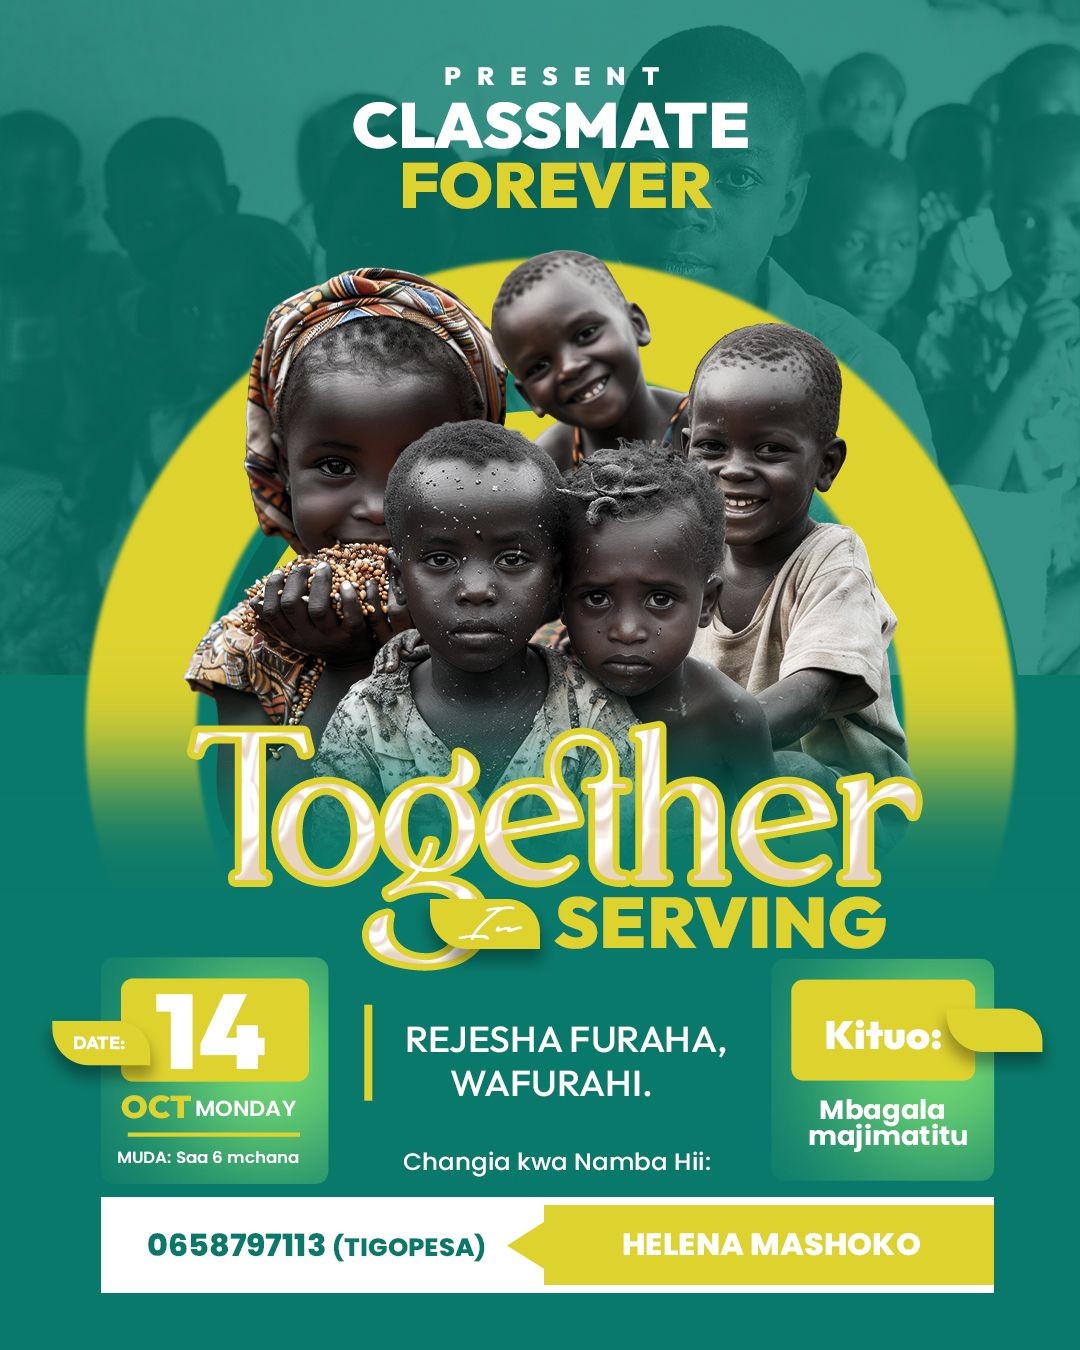 PRESENT
CLASSMATE
FOREVER
Together
In SERVING
DATE: 14
OCT MONDAY
MUDA: Saa 6 mchana
REJESHA FURAHA,
WAFURAHI.
Changia kwa Namba Hii:
Kituo:
Mbagala
majimatitu
0658797113 (TIGOPESA)
HELENA MASHOKO